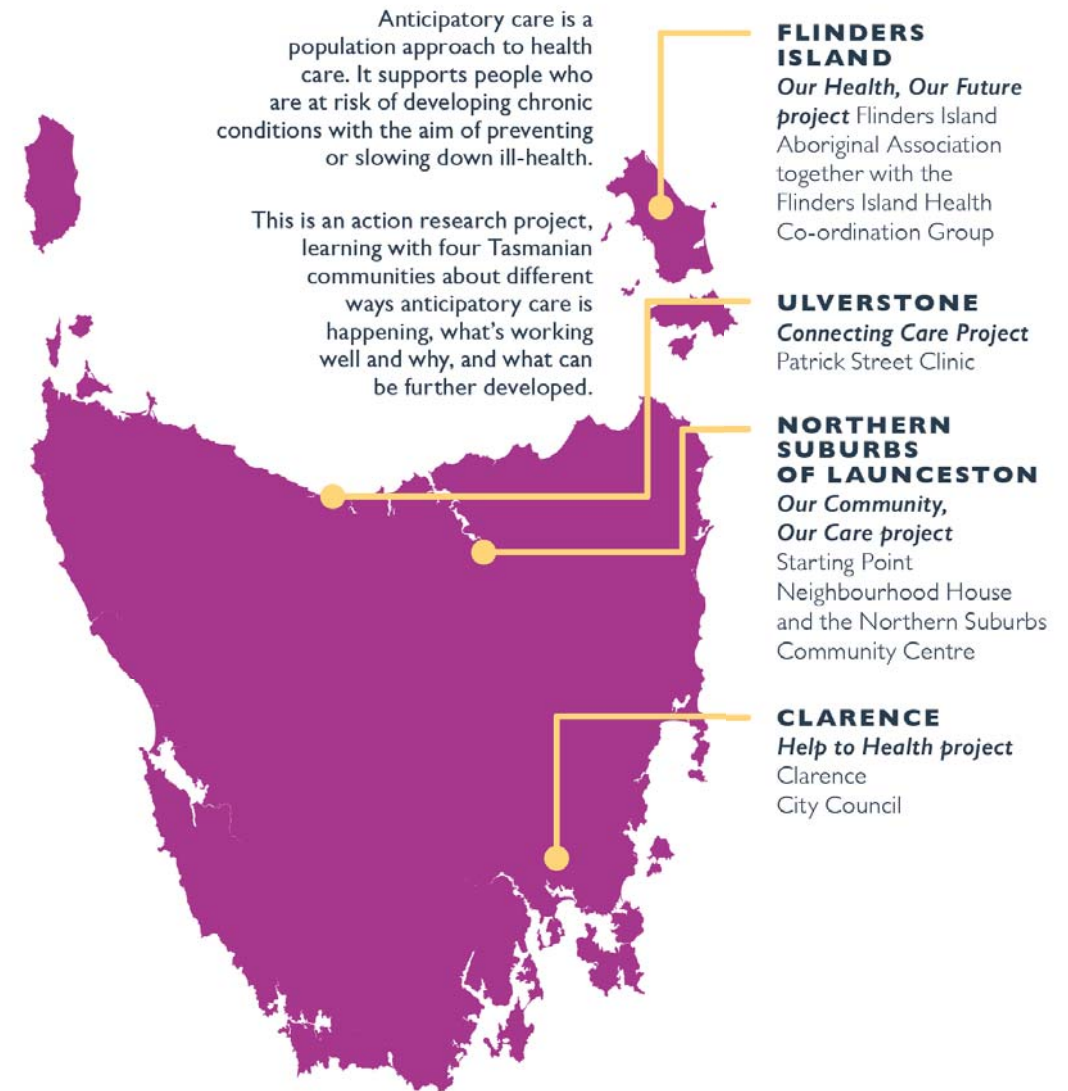 Anticipatory care is a
population approach to health
care. It supports people who
are at risk of developing chronic
conditions with the aim of preventing
or slowing down ill-health.
This is an action research project,
learning with four Tasmanian
communities about different
ways anticipatory care is
happening, what's working
well and why, and what can
be further developed.
FLINDERS
ISLAND
Our Health, Our Future
project Flinders Island
Aboriginal Association
together with the
Flinders Island Health
Co-ordination Group
ULVERSTONE
Connecting Care Project
Patrick Street Clinic
NORTHERN
SUBURBS
OF LAUNCESTON
Our Community,
Our Care project
Starting Point
Neighbourhood House
and the Northern Suburbs
Community Centre
CLARENCE
Help to Health project
Clarence
City Council